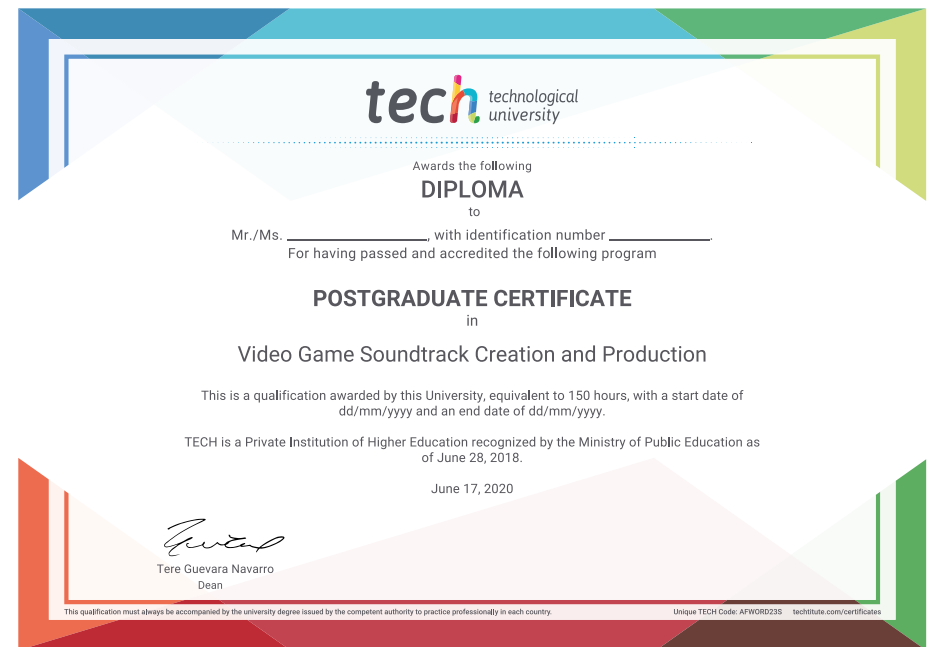 tech technological
university
Awards the following
DIPLOMA
to
Mr./Ms. ____________________, with identification number ______________.
For having passed and accredited the following program
POSTGRADUATE CERTIFICATE
in
Video Game Soundtrack Creation and Production
This is a qualification awarded by this University, equivalent to 150 hours, with a start date of
dd/mm/yyyy and an end date of dd/mm/yyyy.
TECH is a Private Institution of Higher Education recognized by the Ministry of Public Education as
of June 28, 2018.
June 17, 2020
Tere Guevara Navarro
Dean
This qualification must always be accompanied by the university degree issued by the competent authority to practice professionally in each country. Unique TECH Code: AFWORD23S techtitute.com/certificates